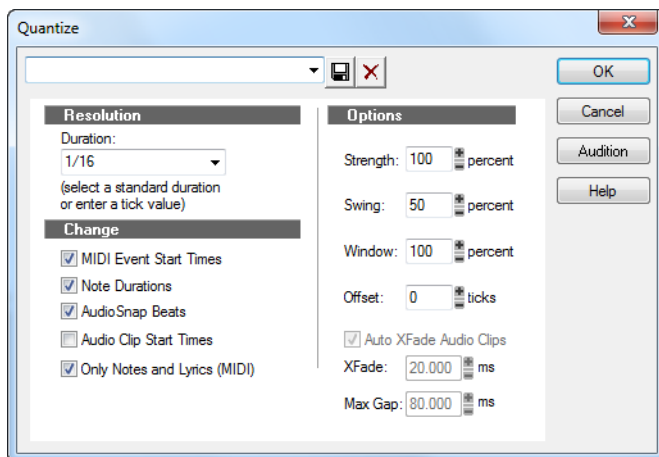 Quantize
OK
Cancel
Audition
Help
Resolution
Duration:
1/16
(select a standard duration
or enter a tick value)
Change
MIDI Event Start Times
Note Durations
AudioSnap Beats
Audio Clip Start Times
Only Notes and Lyrics (MIDI)
Options
Strength: 100 percent
Swing: 50 percent
Window: 100 percent
Offset: 0 ticks
Auto XFade Audio Clips
XFade: 20.000 ms
Max Gap: 80.000 ms